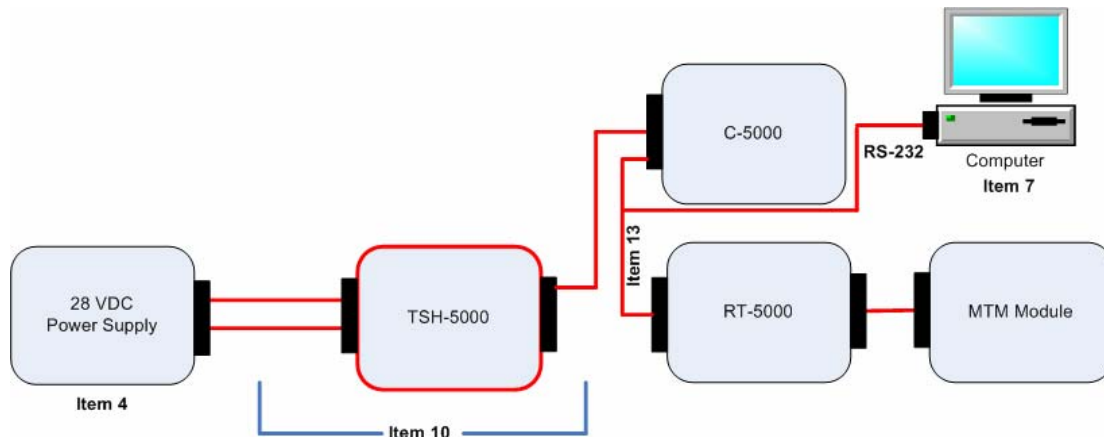 C-5000
RS-232
Computer
Item 7
Item 13
28 VDC
Power Supply
Item 4
TSH-5000
RT-5000
MTM Module
Item 10